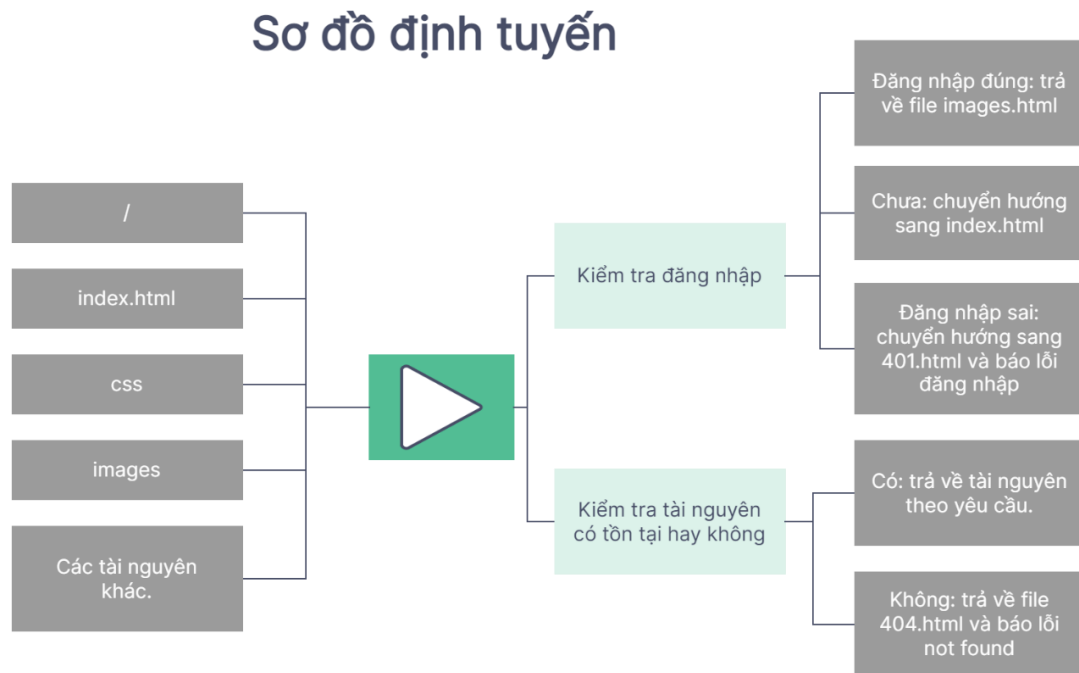 Sơ đồ định tuyến
/
index.html
css
images
Các tài nguyên
khác.
Kiểm tra đăng nhập
Kiểm tra tài nguyên
có tồn tại hay không
Đăng nhập đúng: trả
về file images.html
Chưa: chuyển hướng
sang index.html
Đăng nhập sai:
chuyển hướng sang
401.html và báo lỗi
đăng nhập
Có: trả về tài nguyên
theo yêu cầu.
Không: trả về file
404.html và báo lỗi
not found